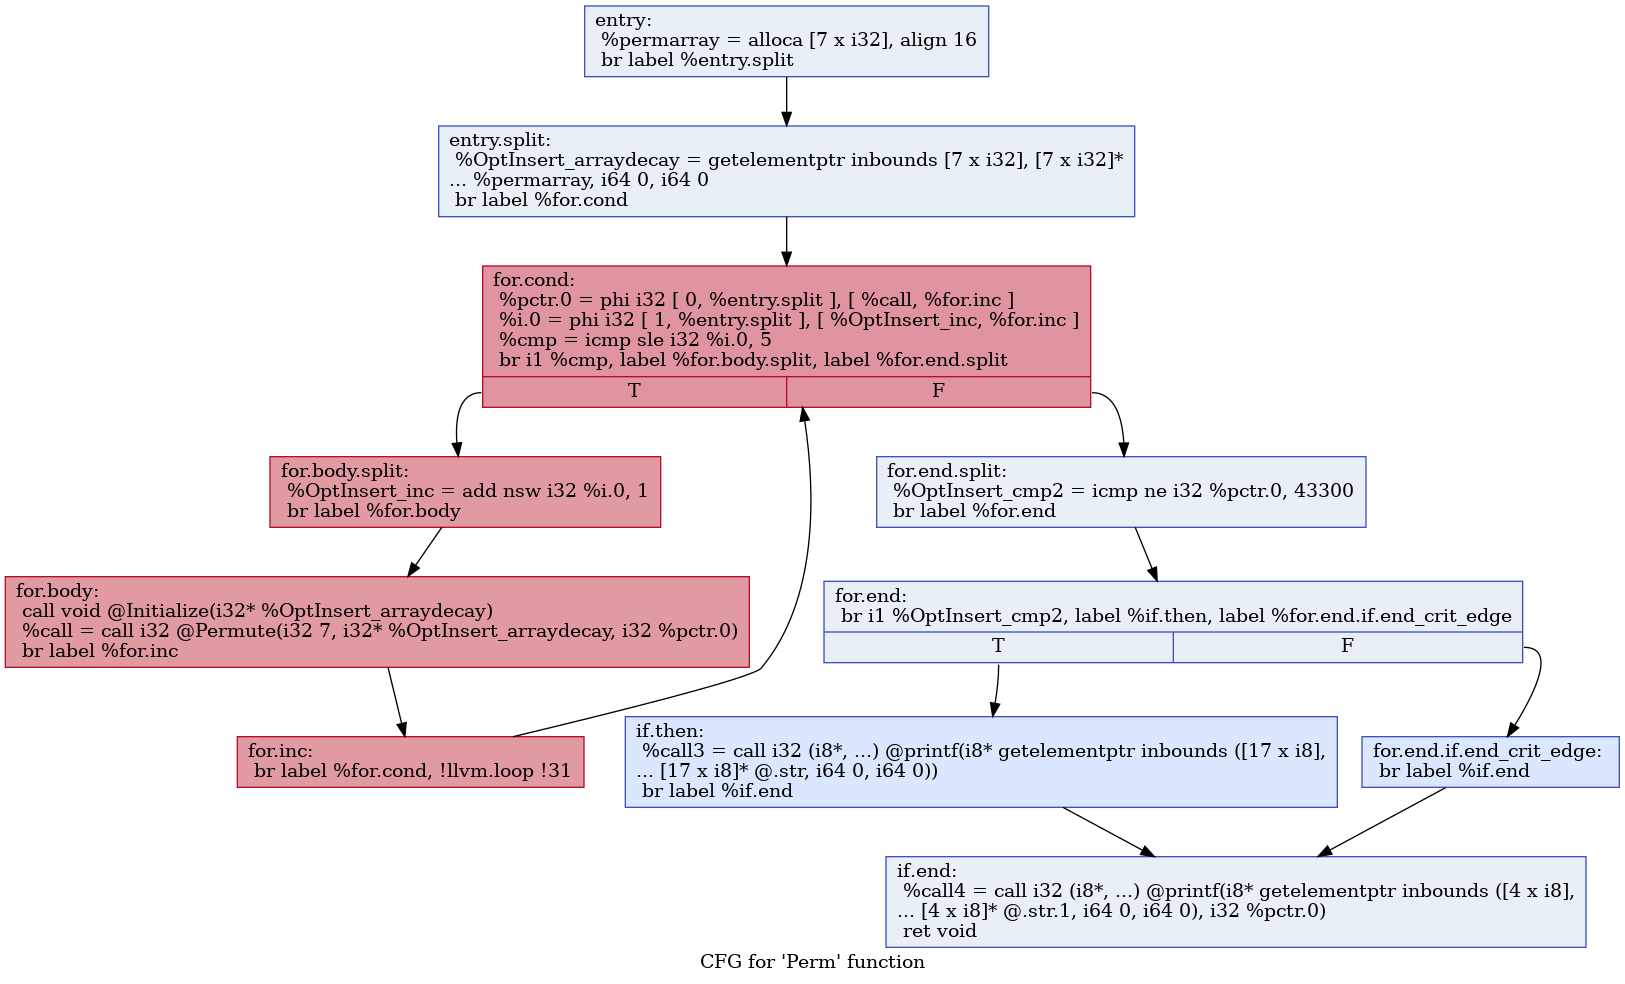 entry:
%permarray = alloca [7 x i32], align 16
br label %entry.split
entry.split:
%OptInsert_arraydecay = getelementptr inbounds [7 x i32], [7 x i32]*
... %permarray, i64 0, i64 0
br label %for.cond
for.cond:
%pctr.0 = phi i32 [ 0, %entry.split ], [ %call, %for.inc ]
%i.0 = phi i32 [ 1, %entry.split ], [ %OptInsert_inc, %for.inc ]
%cmp = icmp sle i32 %i.0, 5
br i1 %cmp, label %for.body.split, label %for.end.split
T F
for.body.split:
%OptInsert_inc = add nsw i32 %i.0, 1
br label %for.body
for.end.split:
%OptInsert_cmp2 = icmp ne i32 %pctr.0, 43300
br label %for.end
for.body:
call void @Initialize(i32* %OptInsert_arraydecay)
%call = call i32 @Permute(i32 7, i32* %OptInsert_arraydecay, i32 %pctr.0)
br label %for.inc
for.end:
br i1 %OptInsert_cmp2, label %if.then, label %for.end.if.end_crit_edge
T F
for.inc:
br label %for.cond, !llvm.loop !31
if.then:
%call3 = call i32 (i8*, ...) @printf(i8* getelementptr inbounds ([17 x i8],
... [17 x i8]* @.str, i64 0, i64 0))
br label %if.end
for.end.if.end_crit_edge:
br label %if.end
if.end:
%call4 = call i32 (i8*, ...) @printf(i8* getelementptr inbounds ([4 x i8],
... [4 x i8]* @.str.1, i64 0, i64 0), i32 %pctr.0)
ret void
CFG for 'Perm' function